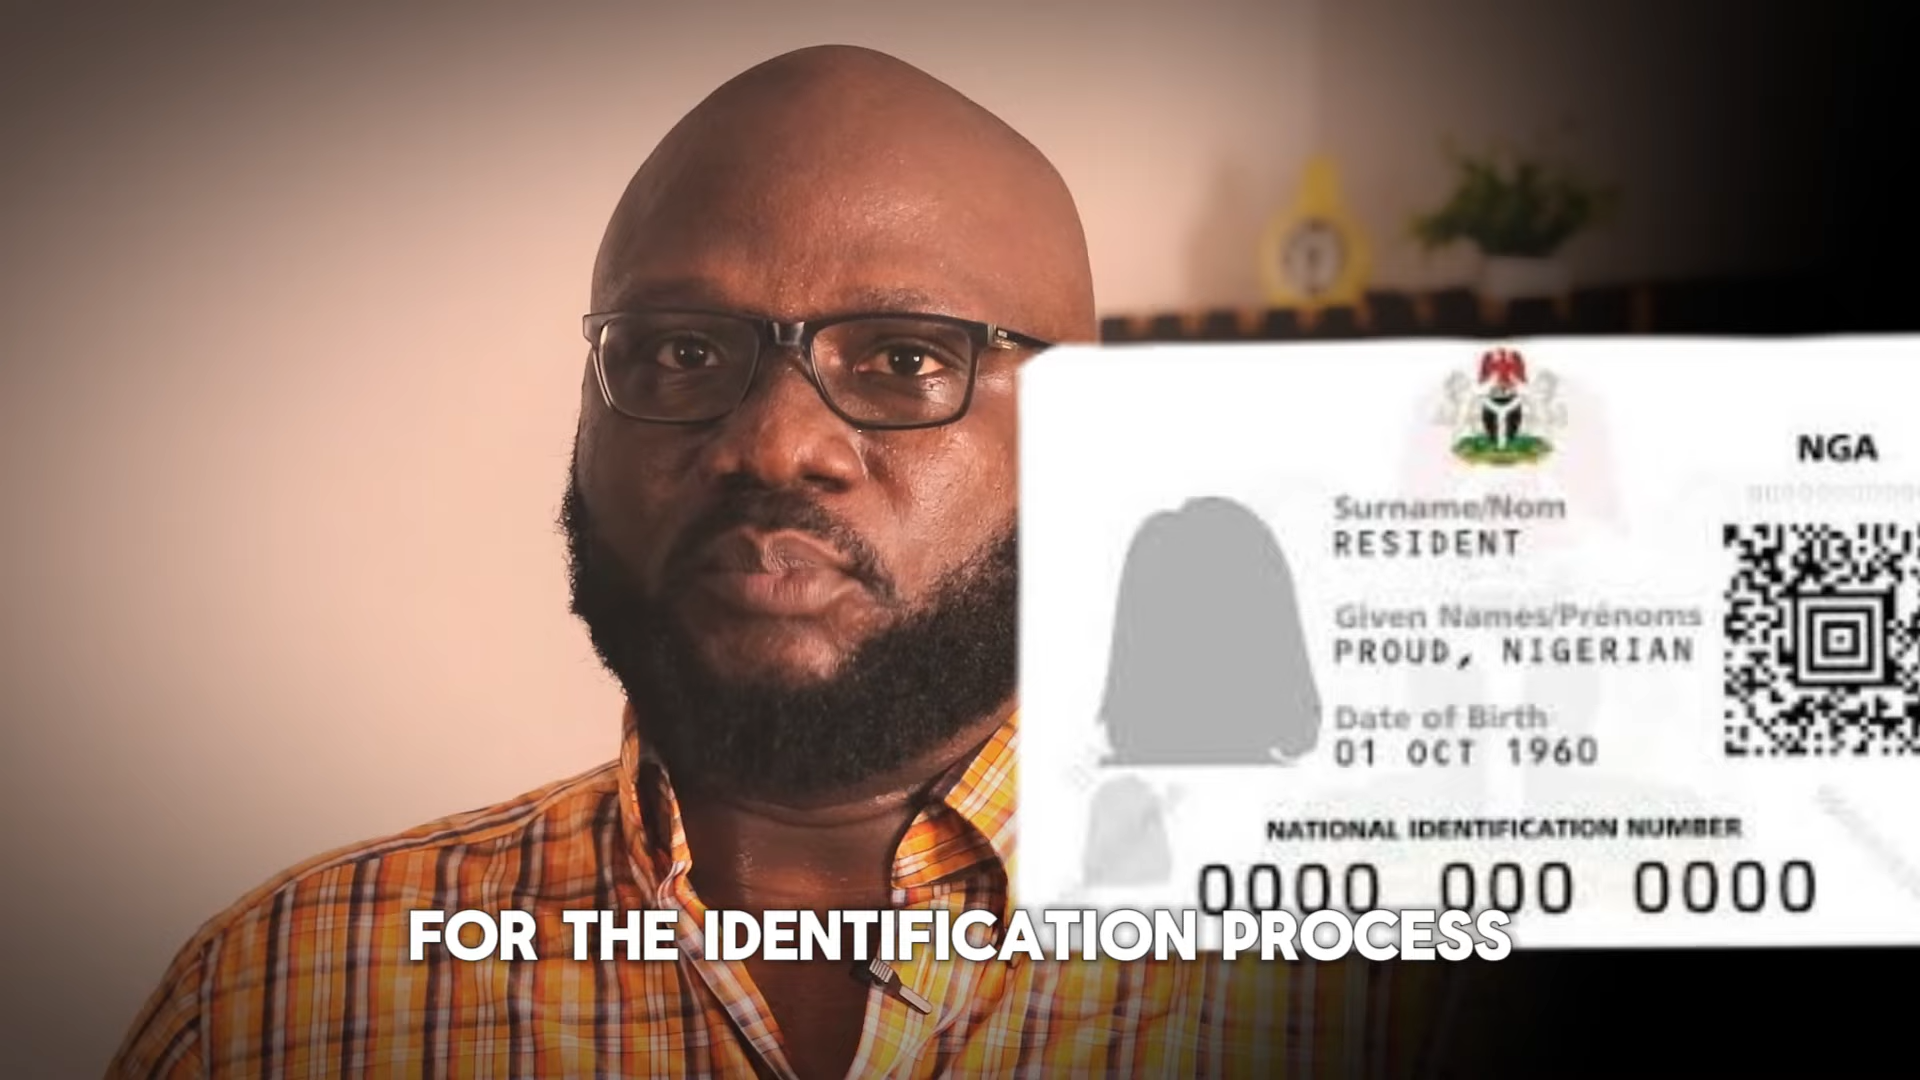 NGA
Surname/Nom
RESIDENT
Given Names/Prénoms
PROUD, NIGERIAN
Date of Birth
01 OCT 1960
NATIONAL IDENTIFICATION NUMBER
0000 000 0000
FOR THE IDENTIFICATION PROCESS